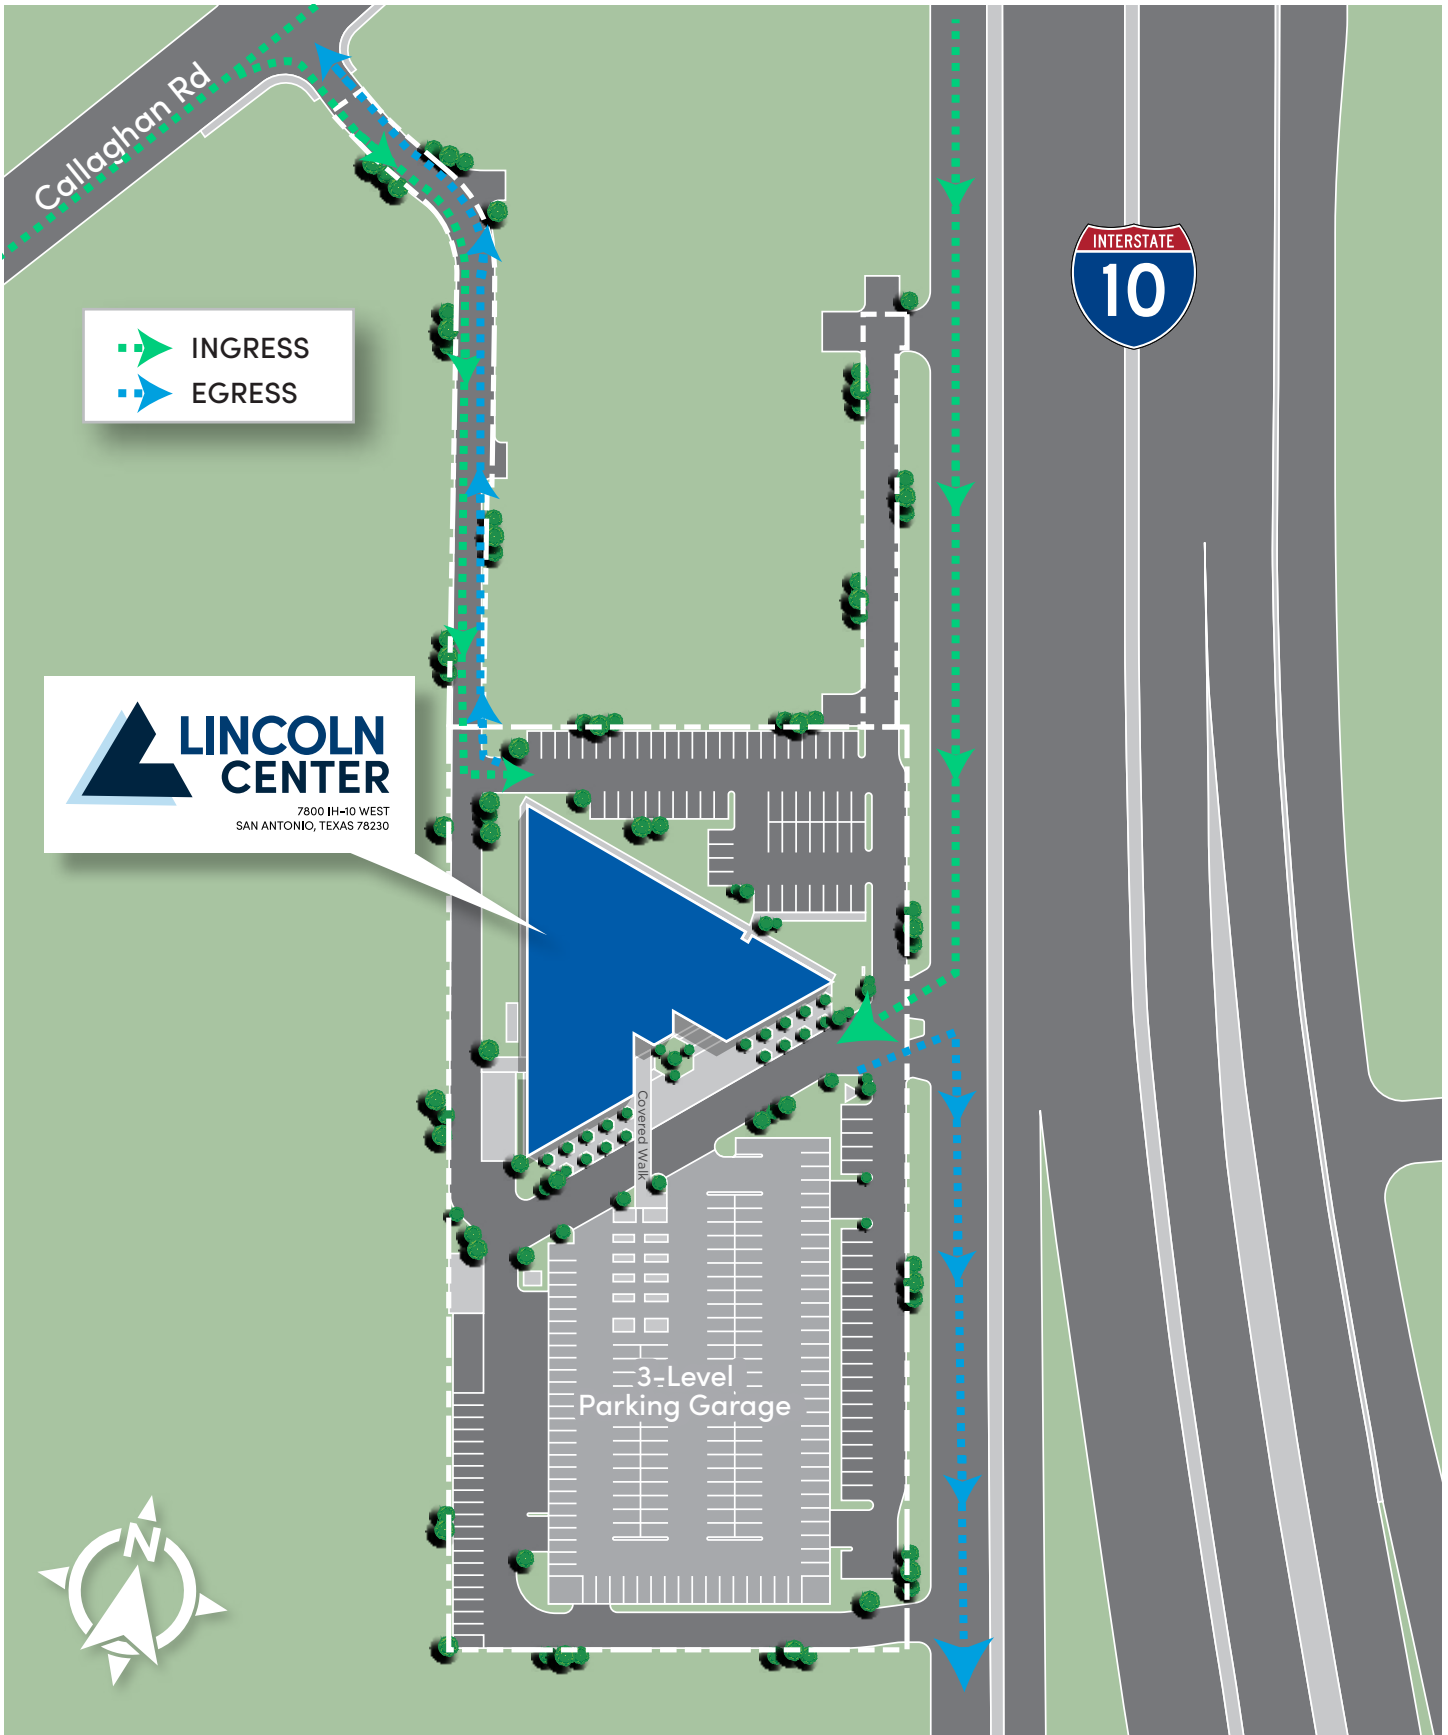 Callaghan Rd
INTERSTATE
10
INGRESS
EGRESS
LINCOLN
CENTER
7800 IH-10 WEST
SAN ANTONIO, TEXAS 78230
Covered Walk
3-Level
Parking Garage
N